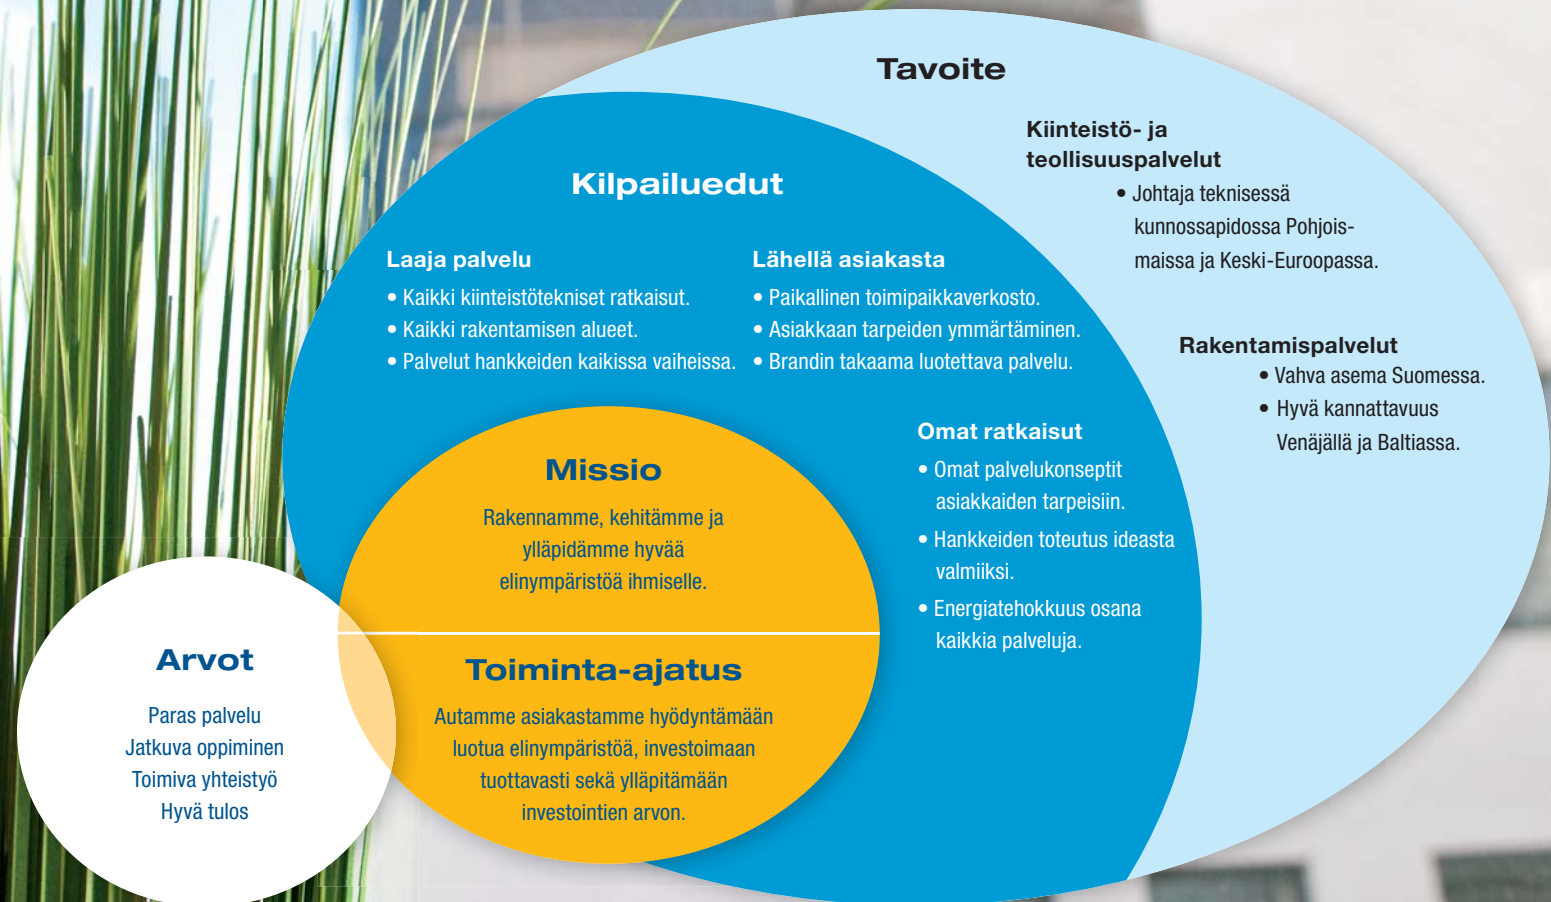 Tavoite
Kiinteistö- ja
teollisuuspalvelut
• Johtaja teknisessä
kunnossapidossa Pohjois-
maissa ja Keski-Euroopassa.
Rakentamispalvelut
• Vahva asema Suomessa.
• Hyvä kannattavuus
Venäjällä ja Baltiassa.
Kilpailuedut
Laaja palvelu
• Kaikki kiinteistötekniset ratkaisut.
• Kaikki rakentamisen alueet.
• Palvelut hankkeiden kaikissa vaiheissa.
Lähellä asiakasta
• Paikallinen toimipaikkaverkosto.
• Asiakkaan tarpeiden ymmärtäminen.
• Brandin takaama luotettava palvelu.
Omat ratkaisut
• Omat palvelukonseptit
asiakkaiden tarpeisiin.
• Hankkeiden toteutus ideasta
valmiiksi.
• Energiatehokkuus osana
kaikkia palveluja.
Missio
Rakennamme, kehitämme ja
ylläpidämme hyvää
elinympäristöä ihmiselle.
Toiminta-ajatus
Autamme asiakastamme hyödyntämään
luotua elinympäristöä, investoimaan
tuottavasti sekä ylläpitämään
investointien arvon.
Arvot
Paras palvelu
Jatkuva oppiminen
Toimiva yhteistyö
Hyvä tulos